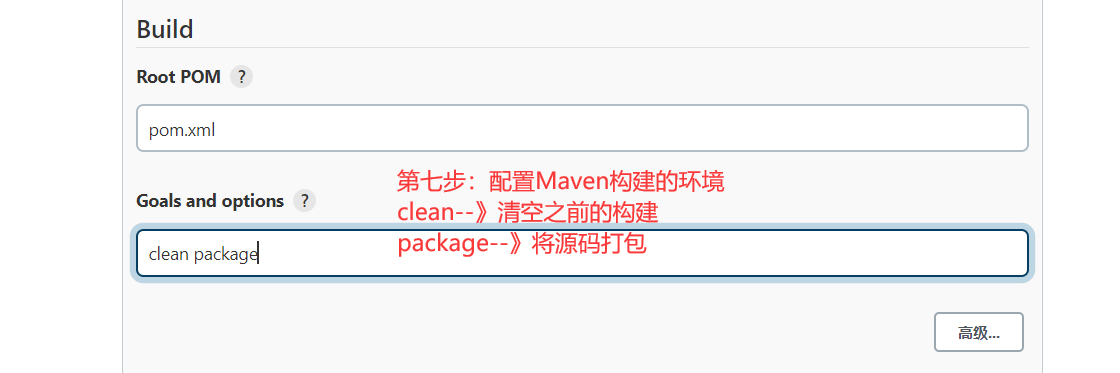 Build
Root POM ?
pom.xml
第七步：配置Maven构建的环境
Goals and options ?
clean--》清空之前的构建
package--》将源码打包
clean package
高级...